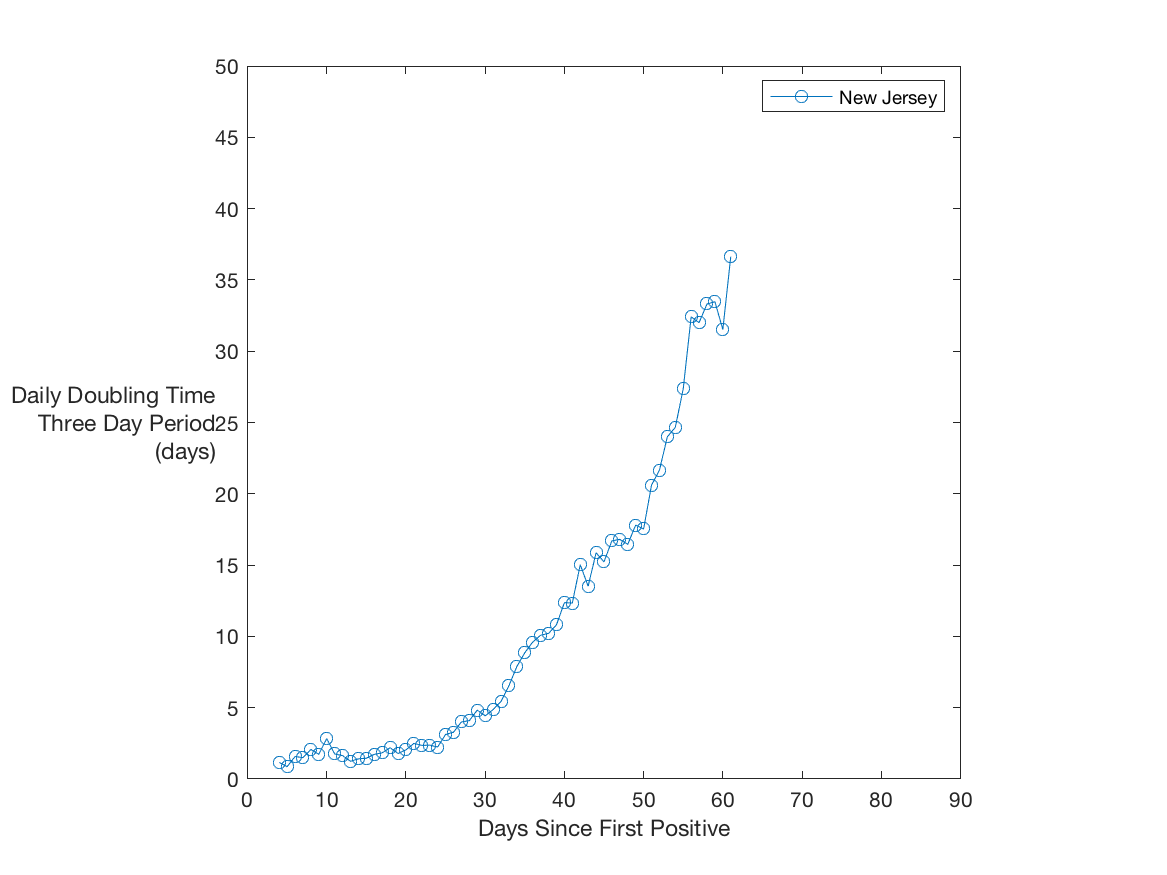 50
New Jersey
45
40
35
30
Daily Doubling Time
Three Day Period
(days)
25
20
15
10
5
0
0 10 20 30 40 50 60 70 80 90
Days Since First Positive